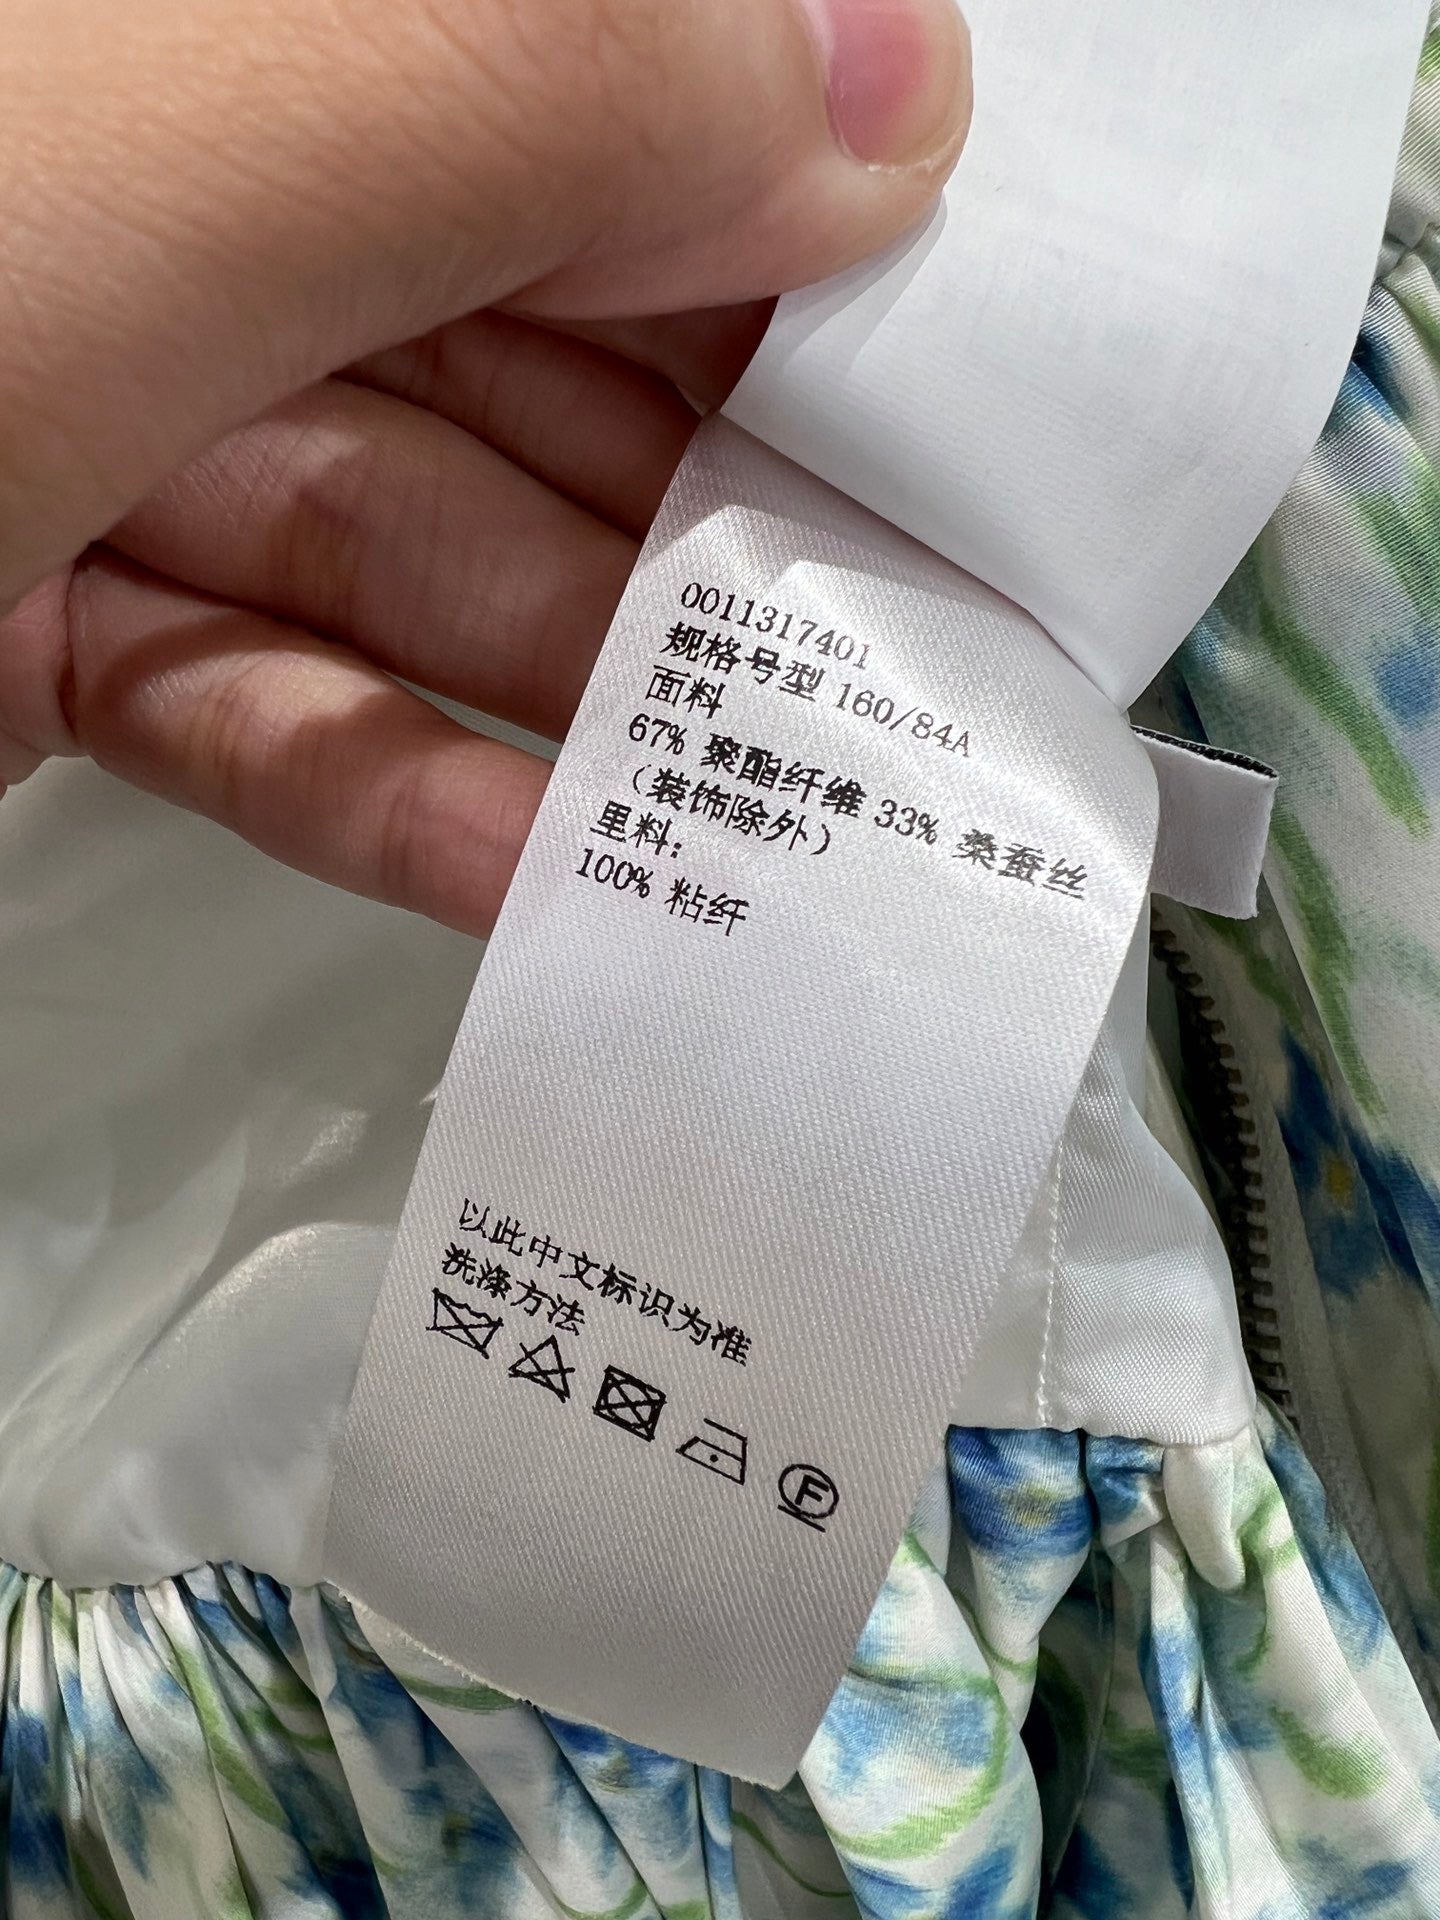 0011317401
规格号型 160/84A
面料
67% 聚酯纤维 33% 桑蚕丝
（装饰除外）
里料：
100% 粘纤
以此中文标识为准
洗涤方法
F